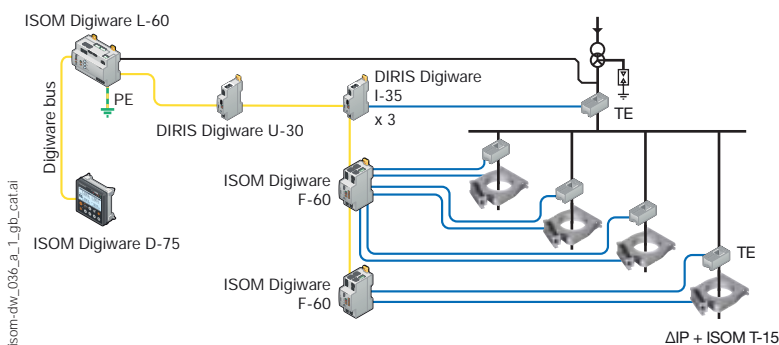 ISOM Digiware L-60
PE
Digiware bus
DIRIS Digiware U-30
DIRIS Digiware
I-35
x 3
TE
ISOM Digiware
F-60
ISOM Digiware D-75
ISOM Digiware
F-60
TE
ΔIP + ISOM T-15
isom-dw_036_a_1_gb_cat.ai